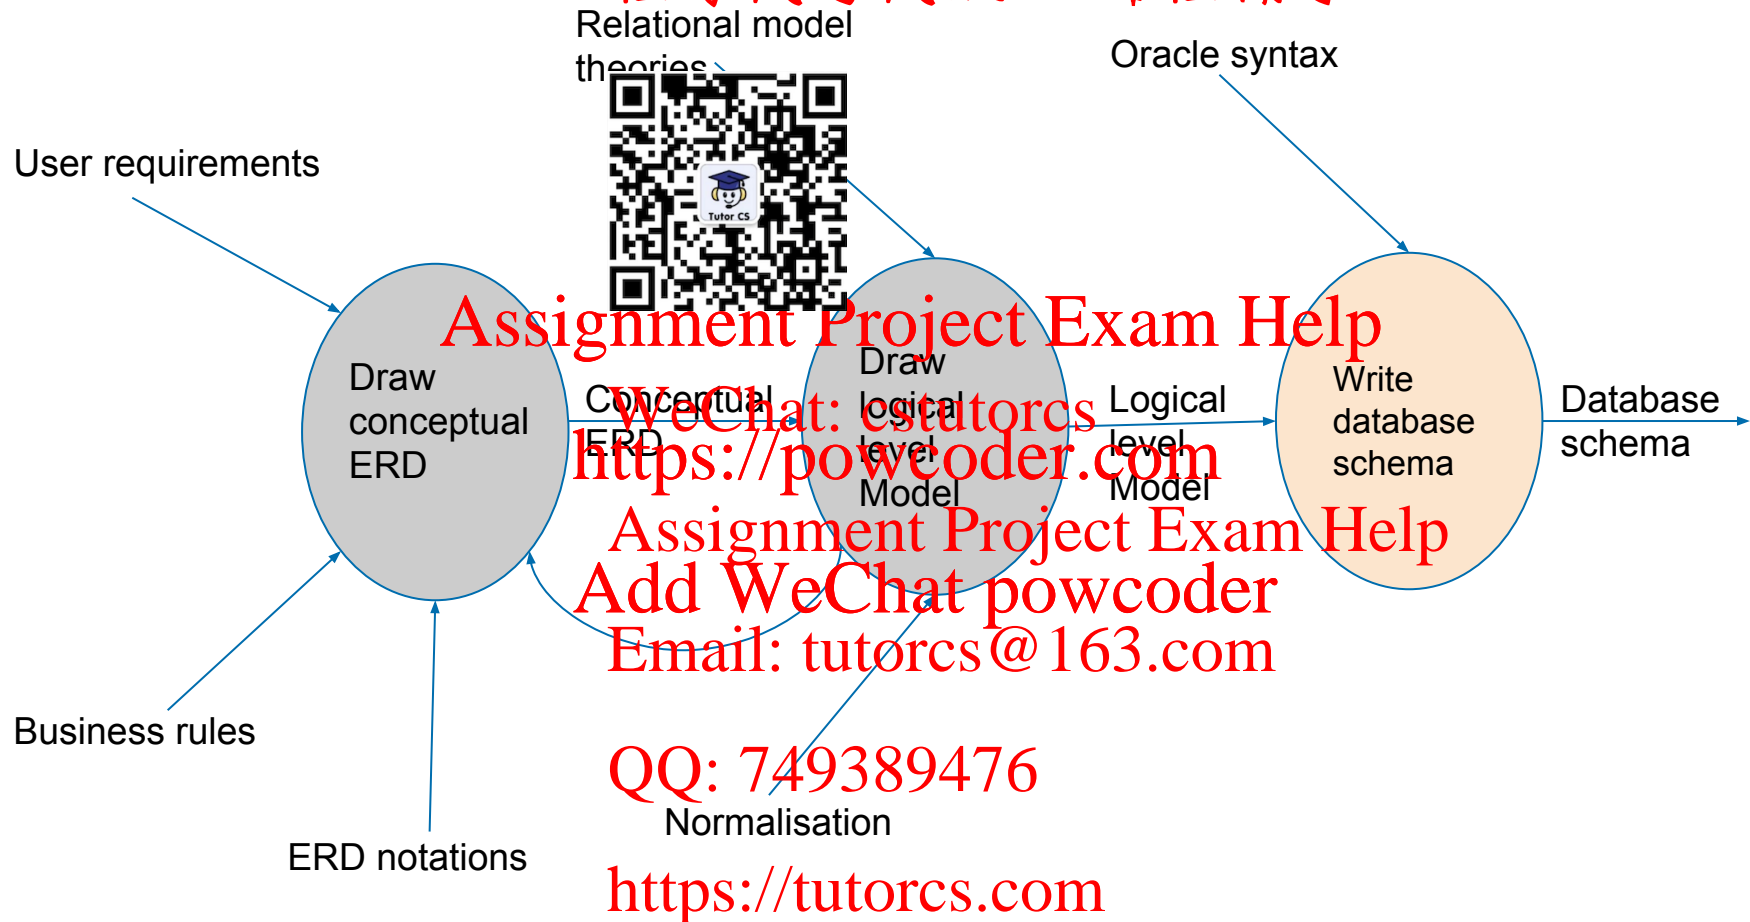 Relational model
theories
Oracle syntax
User requirements
Tutor CS
Assignment Project Exam Help
Draw
conceptual
ERD
Conceptual
ERD
Draw
logical
level
Model
Logical
level
Model
Write
database
schema
Database
schema
WeChat: cstutorcs
https://powcoder.com
Assignment Project Exam Help
Add WeChat powcoder
Email: tutorcs@163.com
Business rules
QQ: 749389476
Normalisation
ERD notations
https://tutorcs.com